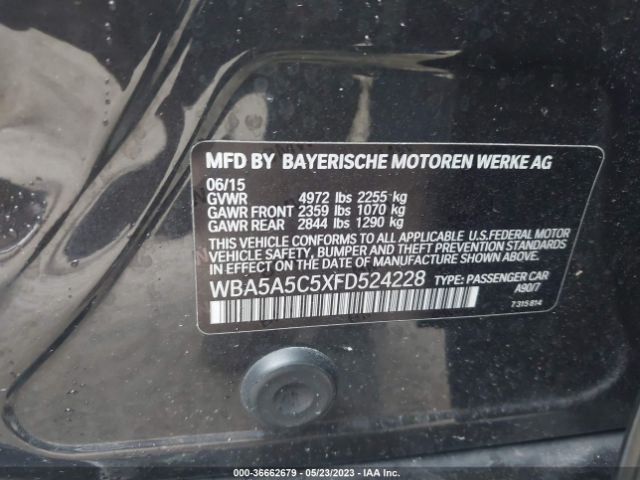 MFD BY BAYERISCHE MOTOREN WERKE AG
06/15
GVWR 4972 lbs 2255 kg
GAWR FRONT 2359 lbs 1070 kg
GAWR REAR 2844 lbs 1290 kg
THIS VEHICLE CONFORMS TO ALL APPLICABLE U.S.FEDERAL MOTOR
VEHICLE SAFETY, BUMPER AND THEFT PREVENTION STANDARDS
IN EFFECT ON THE DATE OF MANUFACTURE SHOWN ABOVE.
WBA5A5C5XFD524228 TYPE: PASSENGER CAR
A90/7
7315814
000-36662679 - 05/23/2023 - IAA Inc.